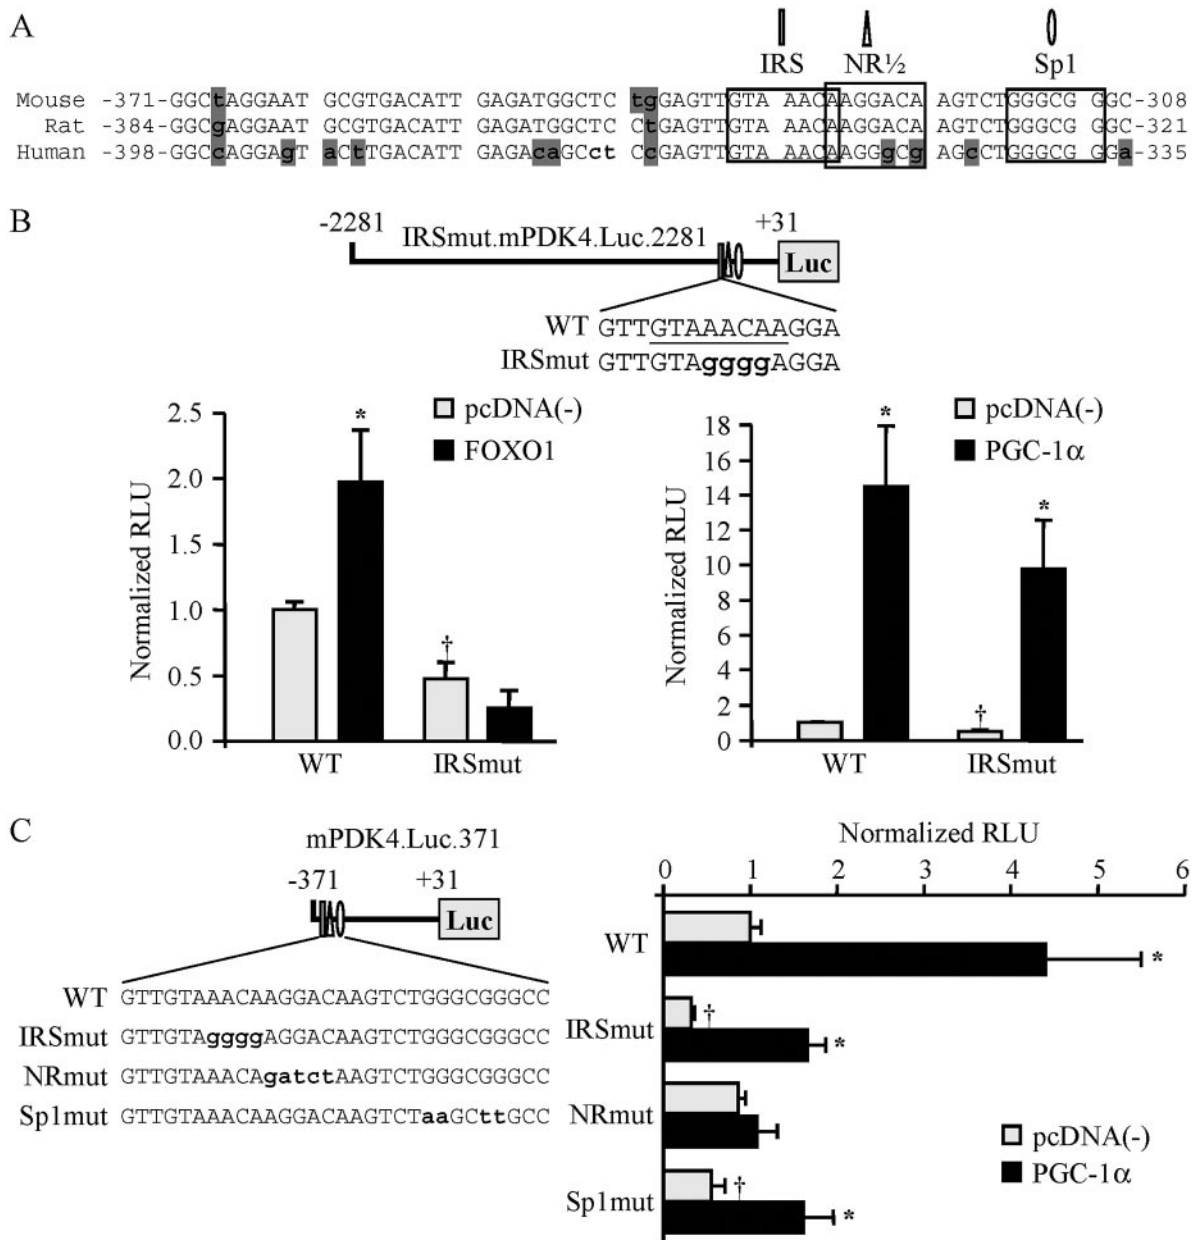 A
IRS NR½ Sp1
Mouse -371-GGCtAGGAAT GCGTGACATT GAGATGGCTC tgGAGTTGTA AACAAGGACA AGTCTGGGCG GGC-308
Rat -384-GGCgAGGAAT GCGTGACATT GAGATGGCTC CtGAGTTGTA AACAAGGACA AGTCTGGGCG GGC-321
Human -398-GGCcAGGAgT aCtTGACATT GAGAcaGCct CcGAGTTGTA AACAAGGgCg AGcCTGGGCG GGa-335
B
-2281 IRSmut.mPDK4.Luc.2281 +31
Luc
WT GTTGTAAACAAGGA
IRSmut GTTGTAggggAGGA
pcDNA(-)
FOXO1
Normalized RLU
2.5
2.0
1.5
1.0
0.5
0.0
*
†
WT IRSmut
pcDNA(-)
PGC-1α
Normalized RLU
18
16
14
12
10
8
6
4
2
0
*
†
*
WT IRSmut
C
mPDK4.Luc.371
-371 +31
Luc
WT GTTGTAAACAAGGACAAGTCTGGGCGGGCC
IRSmut GTTGTAggggAGGACAAGTCTGGGCGGGCC
NRmut GTTGTAAACAgatctAAGTCTGGGCGGGCC
Sp1mut GTTGTAAACAAGGACAAGTCTaaGCttGCC
Normalized RLU
0 1 2 3 4 5 6
WT *
IRSmut † *
NRmut
Sp1mut † *
pcDNA(-)
PGC-1α